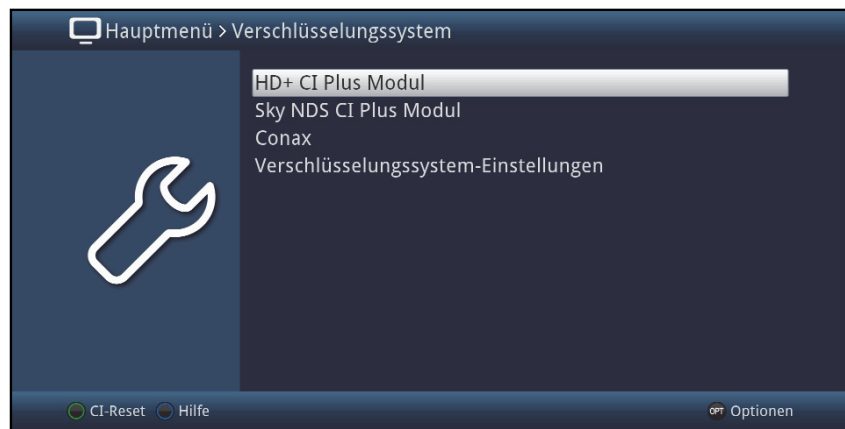 Hauptmenü > Verschlüsselungssystem
HD+ CI Plus Modul
Sky NDS CI Plus Modul
Conax
Verschlüsselungssystem-Einstellungen
CI-Reset Hilfe OPT Optionen